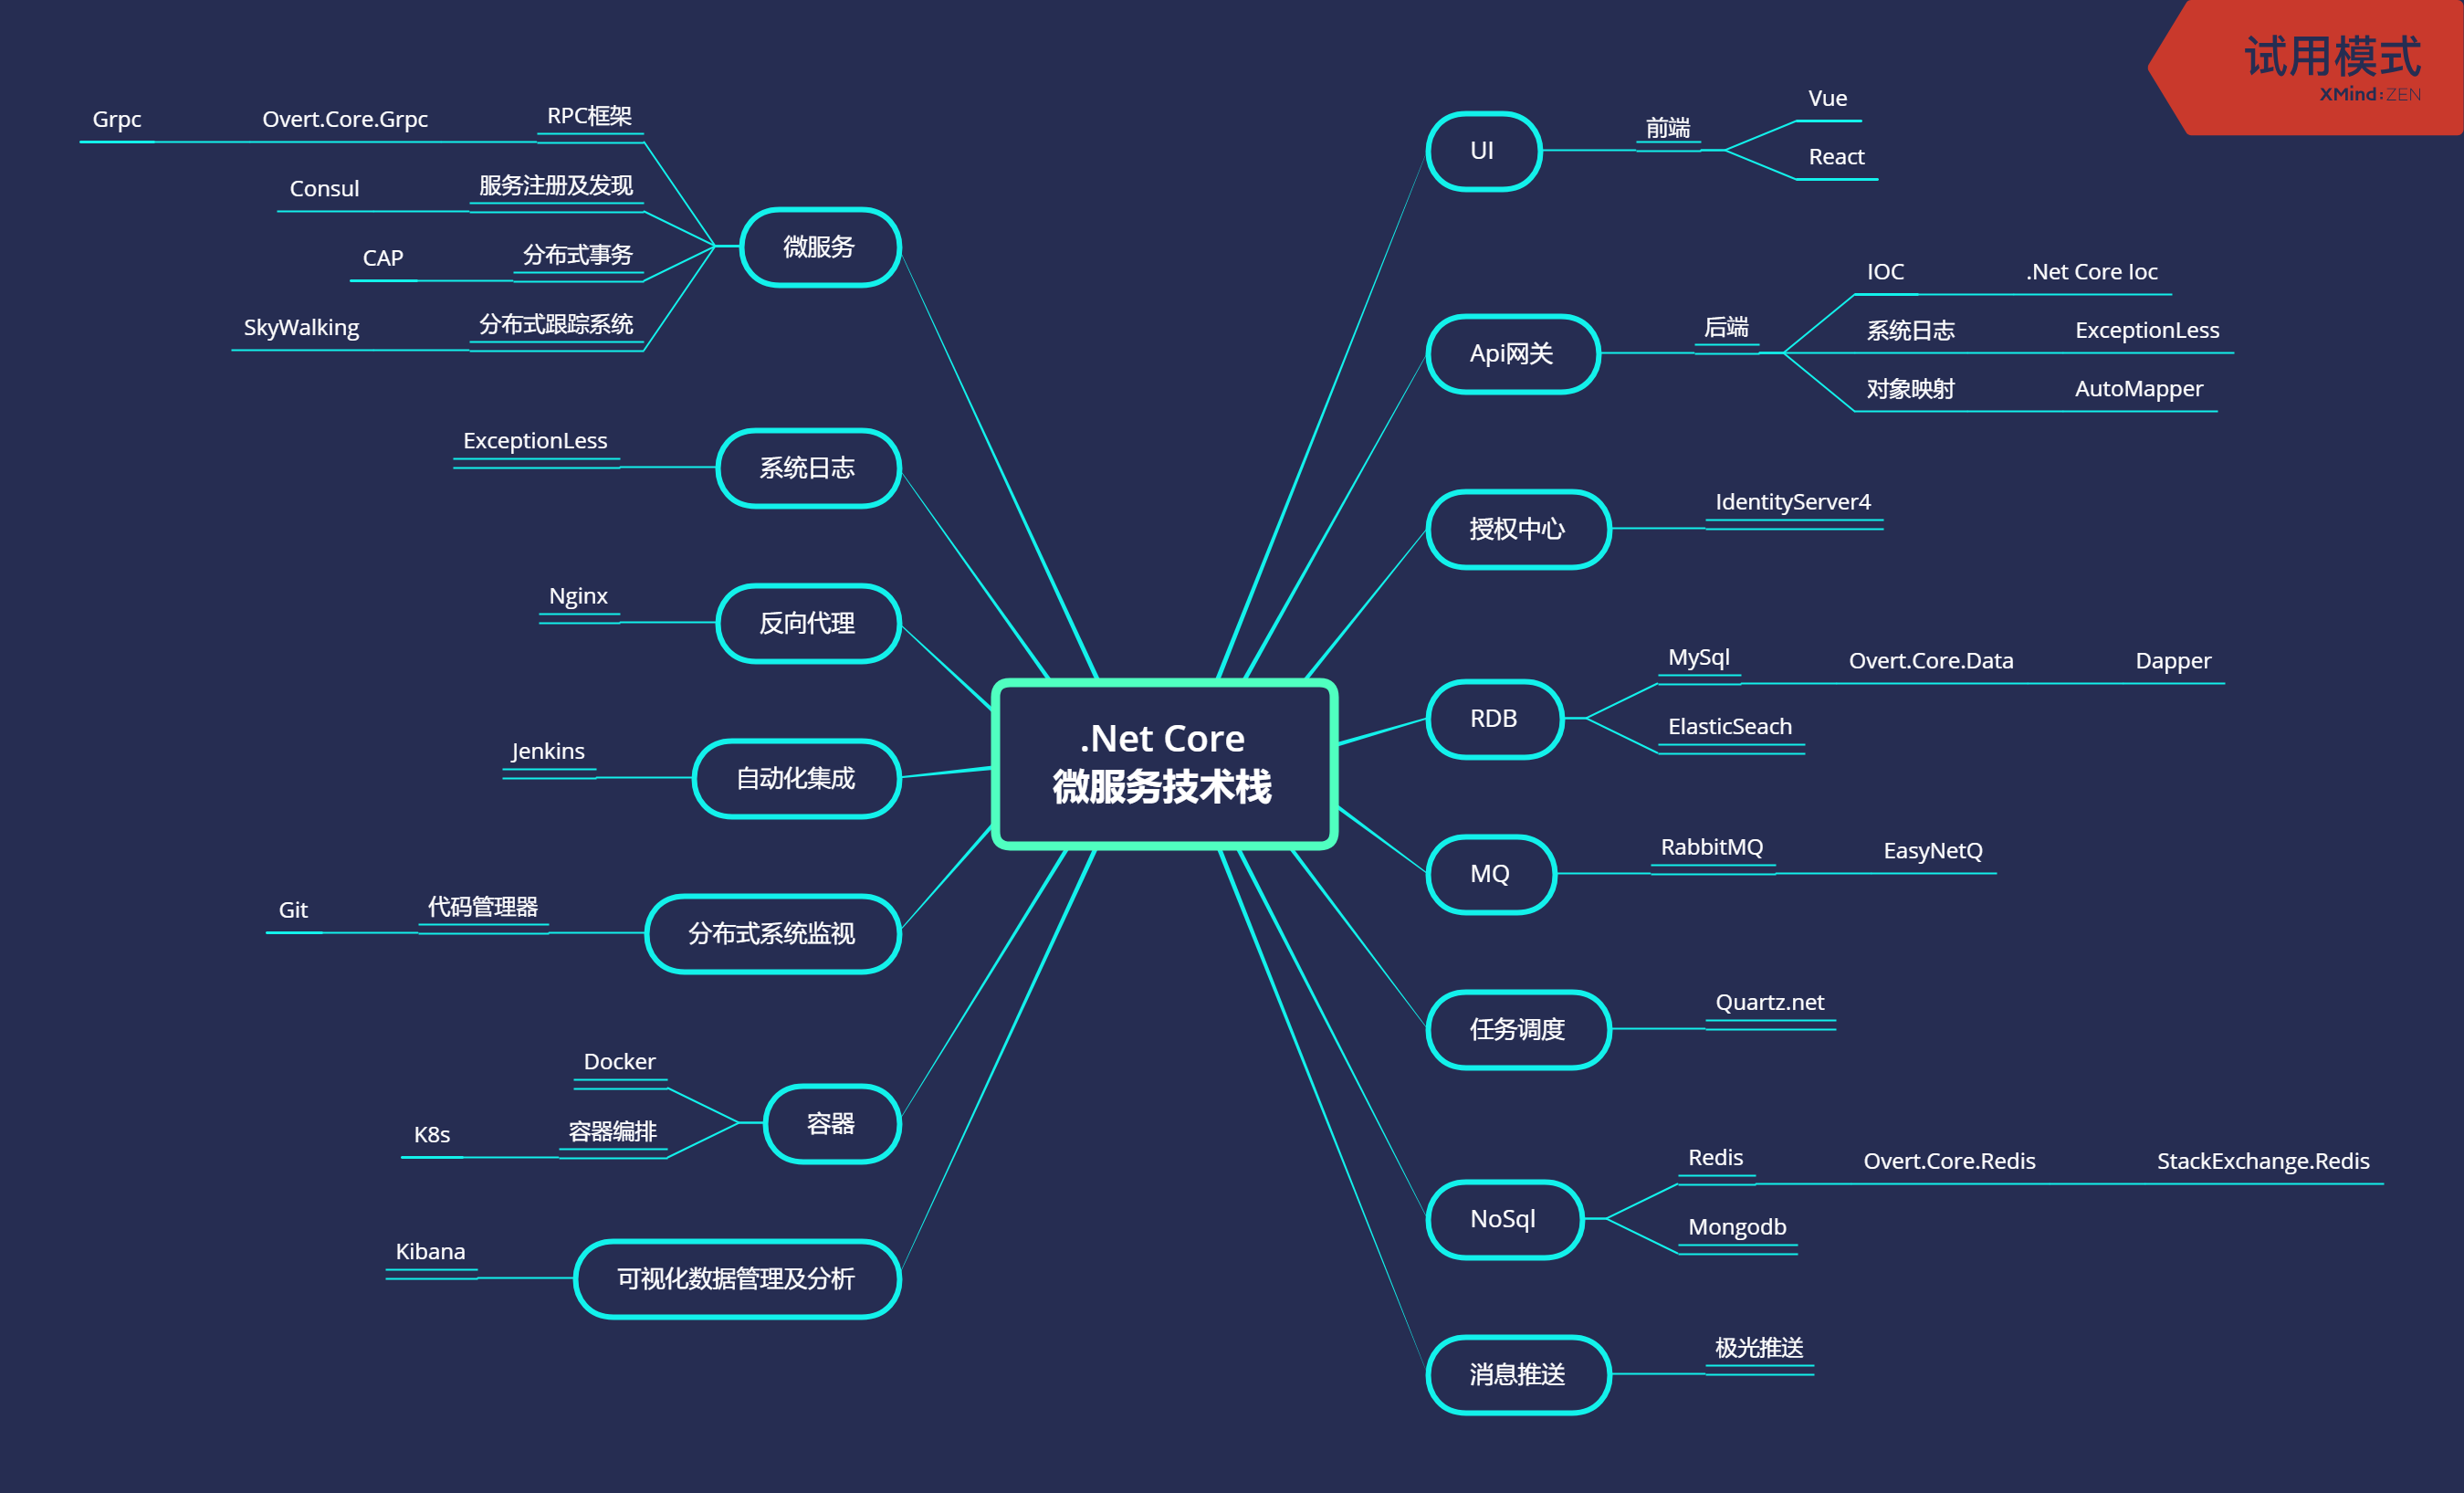 试用模式
XMind:ZEN
.Net Core
微服务技术栈
UI
前端
Vue
React
Api网关
后端
IOC
.Net Core Ioc
系统日志
ExceptionLess
对象映射
AutoMapper
授权中心
IdentityServer4
RDB
MySql
Overt.Core.Data
Dapper
ElasticSeach
MQ
RabbitMQ
EasyNetQ
任务调度
Quartz.net
NoSql
Redis
Overt.Core.Redis
StackExchange.Redis
Mongodb
消息推送
极光推送
微服务
RPC框架
Overt.Core.Grpc
Grpc
服务注册及发现
Consul
分布式事务
CAP
分布式跟踪系统
SkyWalking
系统日志
ExceptionLess
反向代理
Nginx
自动化集成
Jenkins
分布式系统监视
代码管理器
Git
容器
Docker
容器编排
K8s
可视化数据管理及分析
Kibana